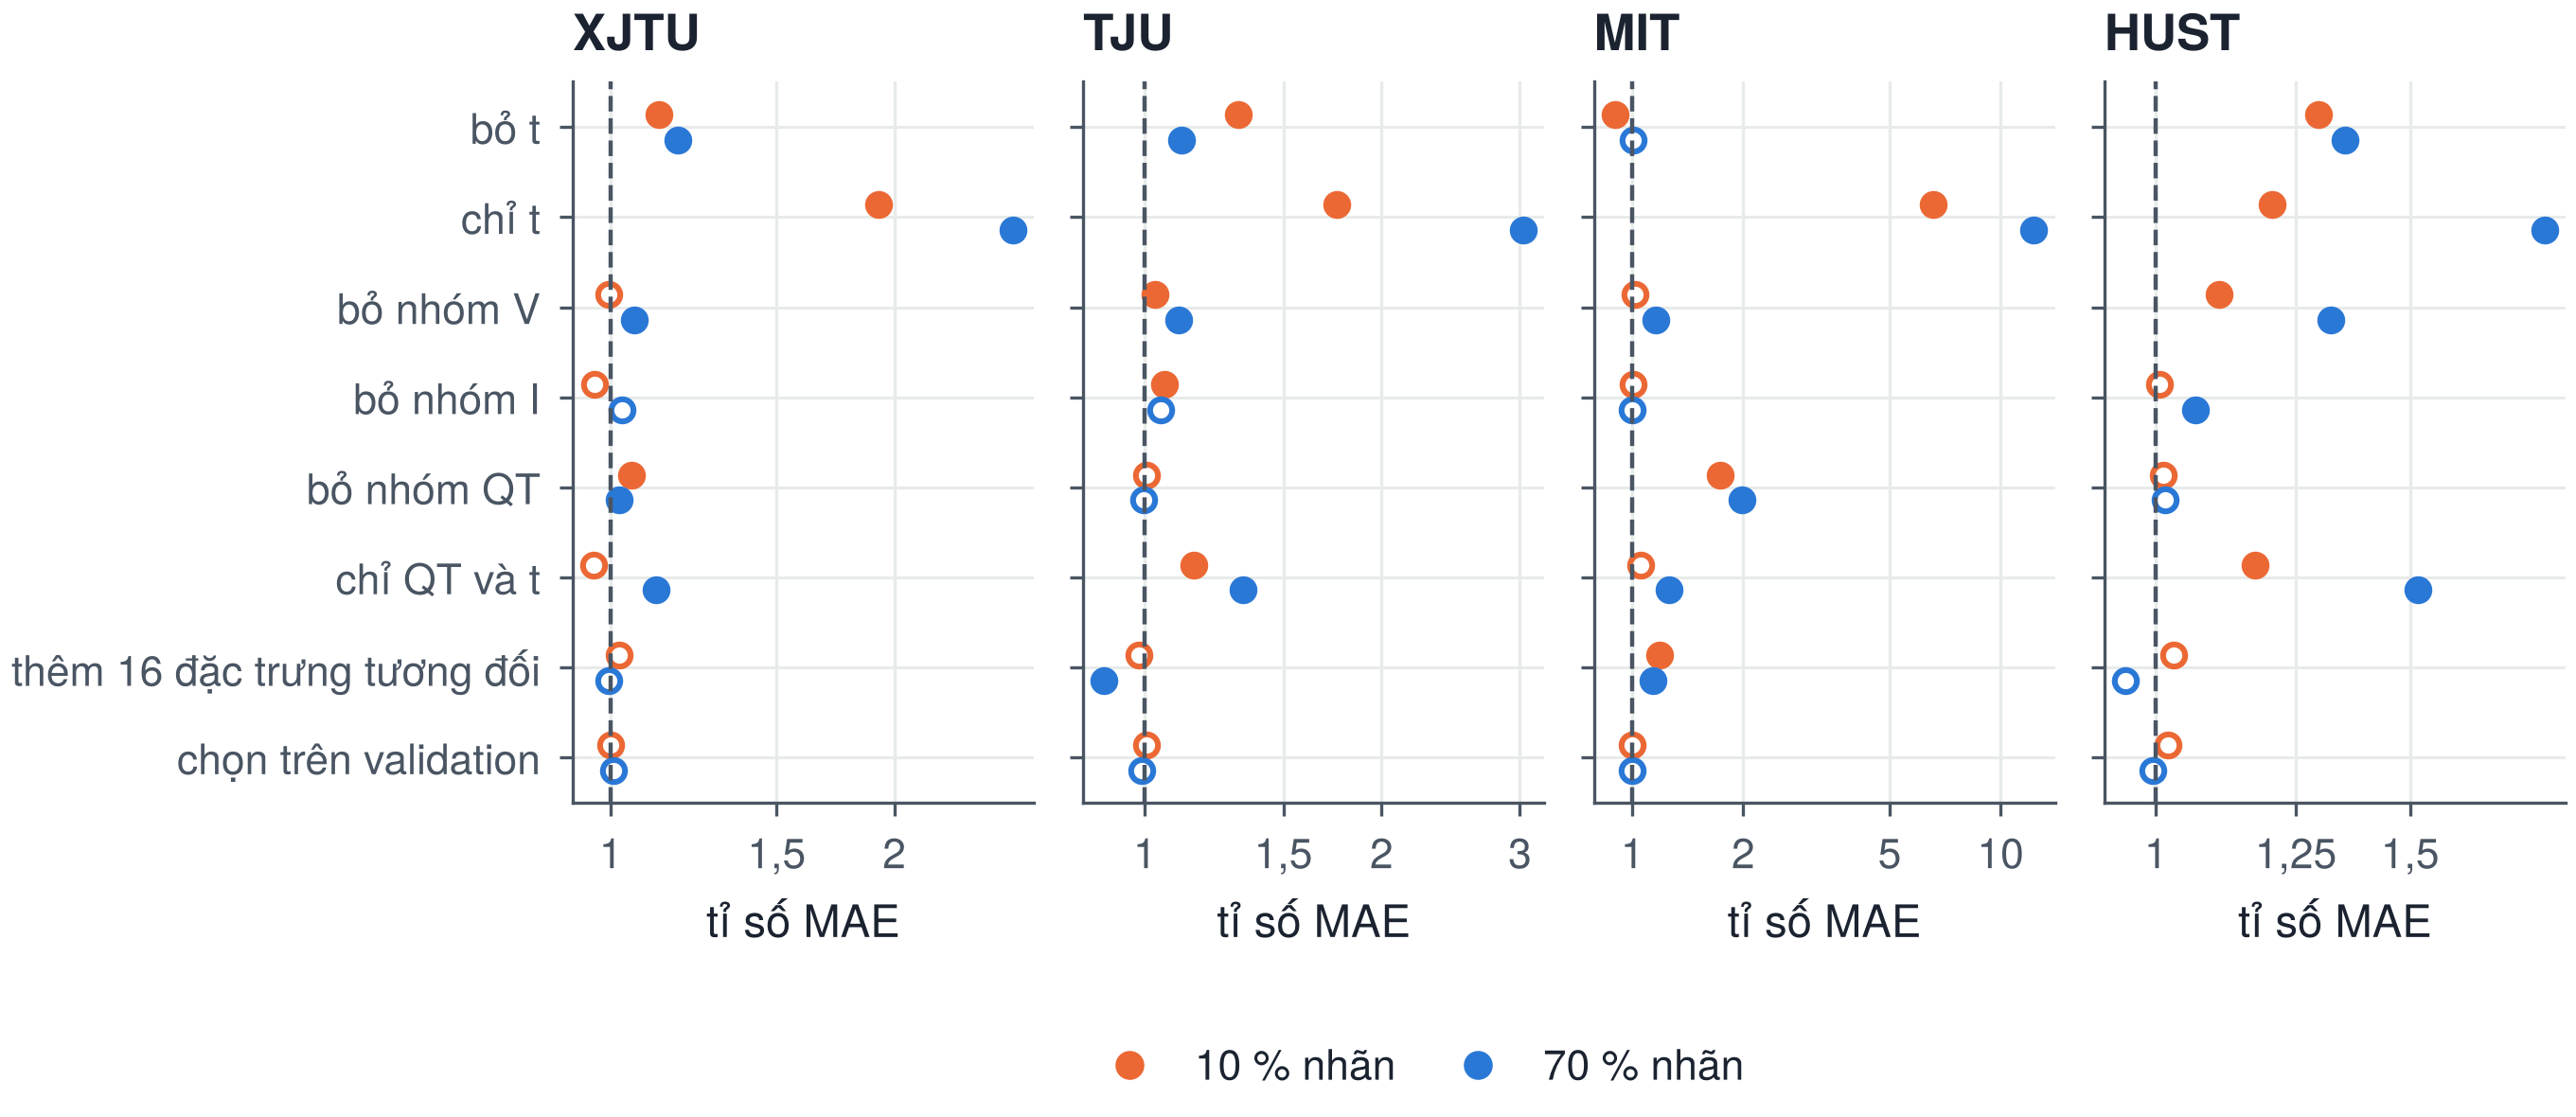 XJTU TJU MIT HUST
bỏ t
chỉ t
bỏ nhóm V
bỏ nhóm I
bỏ nhóm QT
chỉ QT và t
thêm 16 đặc trưng tương đối
chọn trên validation
1 1,5 2 1 1,5 2 3 1 2 5 10 1 1,25 1,5
tỉ số MAE tỉ số MAE tỉ số MAE tỉ số MAE
10 % nhãn 70 % nhãn